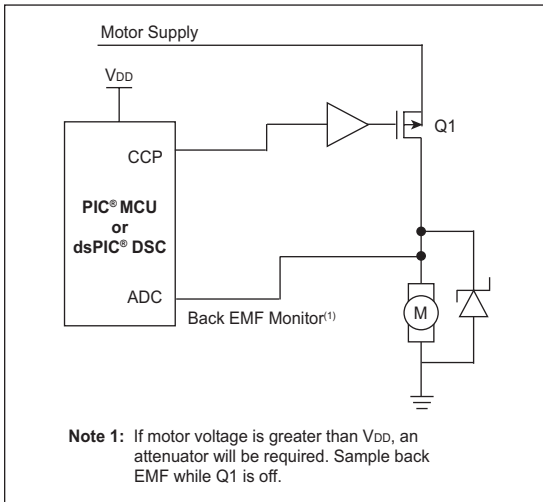 Motor Supply
VDD
CCP
Q1
PIC® MCU
or
dsPIC® DSC
ADC
Back EMF Monitor(1)
M
Note 1: If motor voltage is greater than VDD, an
attenuator will be required. Sample back
EMF while Q1 is off.